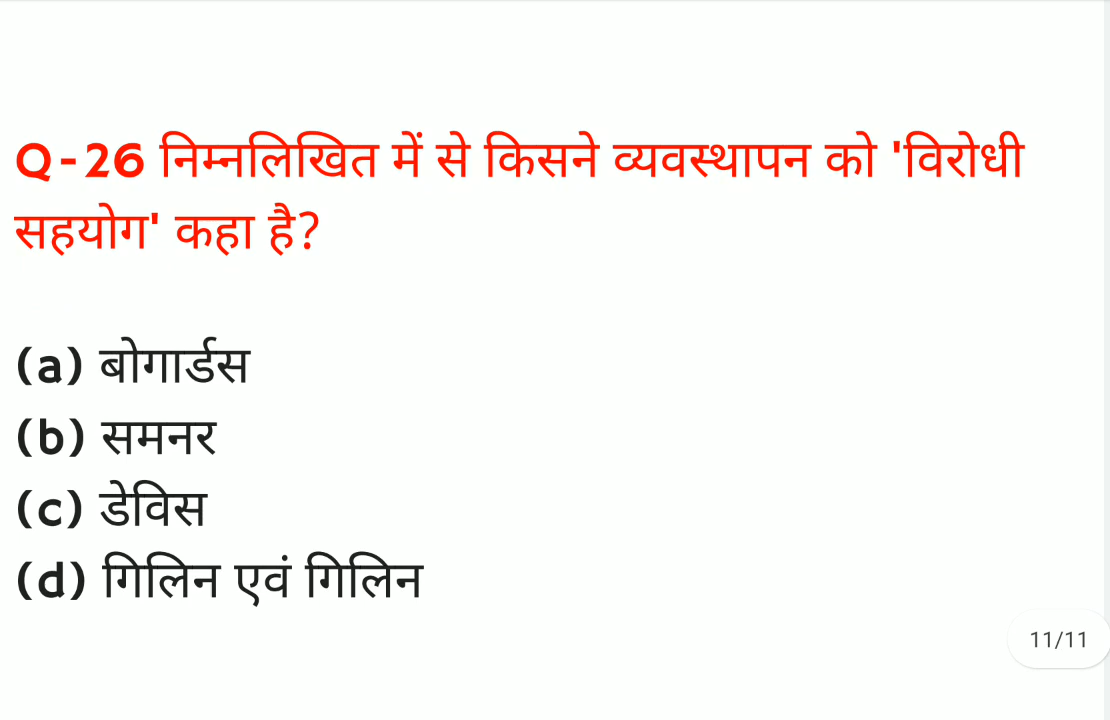 Q-26 निम्नलिखित में से किसने व्यवस्थापन को 'विरोधी
सहयोग' कहा है?
(a) बोगार्डस
(b) समनर
(c) डेविस
(d) गिलिन एवं गिलिन
11/11